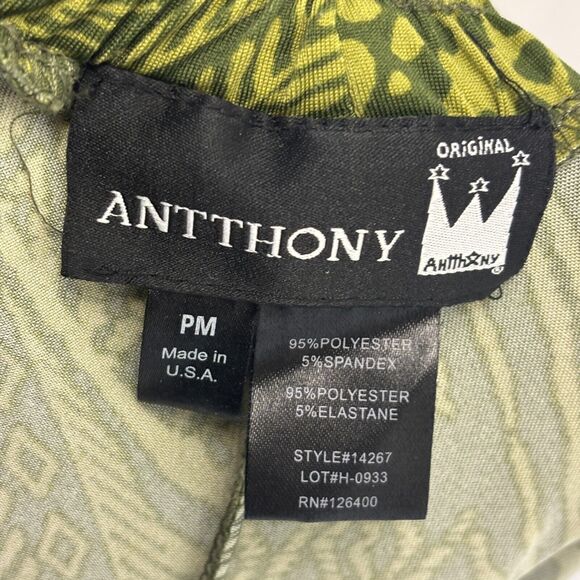 ORiGiNAL
ANTTHONY
AntthOny
PM
Made in
U.S.A.
95%POLYESTER
5%SPANDEX
95%POLYESTER
5%ELASTANE
STYLE#14267
LOT#H-0933
RN#126400